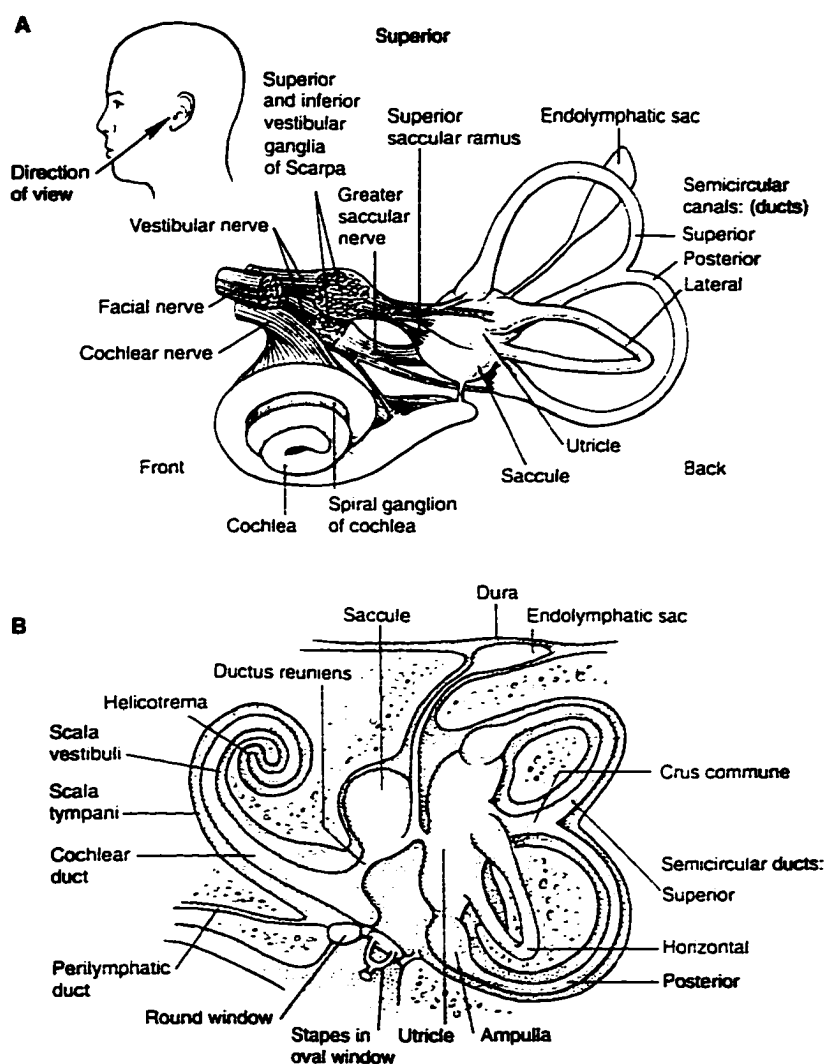 A
Superior
Superior
and inferior
vestibular
ganglia
of Scarpa
Superior
saccular ramus
Endolymphatic sac
Direction
of view
Greater
saccular
nerve
Semicircular
canals: (ducts)
Superior
Posterior
Lateral
Vestibular nerve
Facial nerve
Cochlear nerve
Utricle
Saccule
Front
Back
Spiral ganglion
of cochlea
Cochlea
B
Dura
Saccule
Endolymphatic sac
Ductus reuniens
Helicotrema
Scala
vestibuli
Crus commune
Scala
tympani
Cochlear
duct
Semicircular ducts:
Superior
Horizontal
Posterior
Perilymphatic
duct
Round window
Stapes in
oval window
Utricle
Ampulla